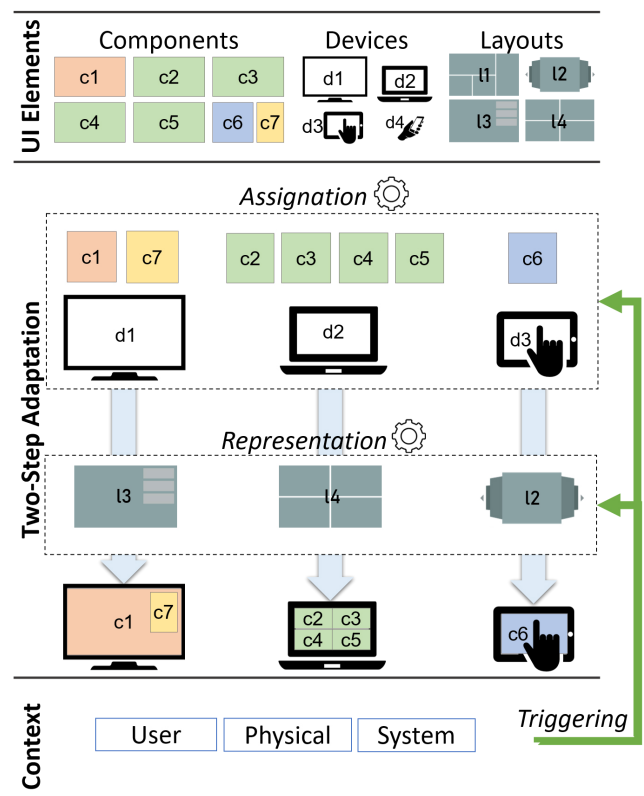 UI Elements
Components
Devices
Layouts
c1
c2
c3
d1
d2
l1
l2
c4
c5
c6
c7
d3
d4
l3
l4
Two-Step Adaptation
Assignation
c1
c7
c2
c3
c4
c5
c6
d1
d2
d3
Representation
l3
l4
l2
c1
c7
c2
c3
c4
c5
c6
Context
User
Physical
System
Triggering